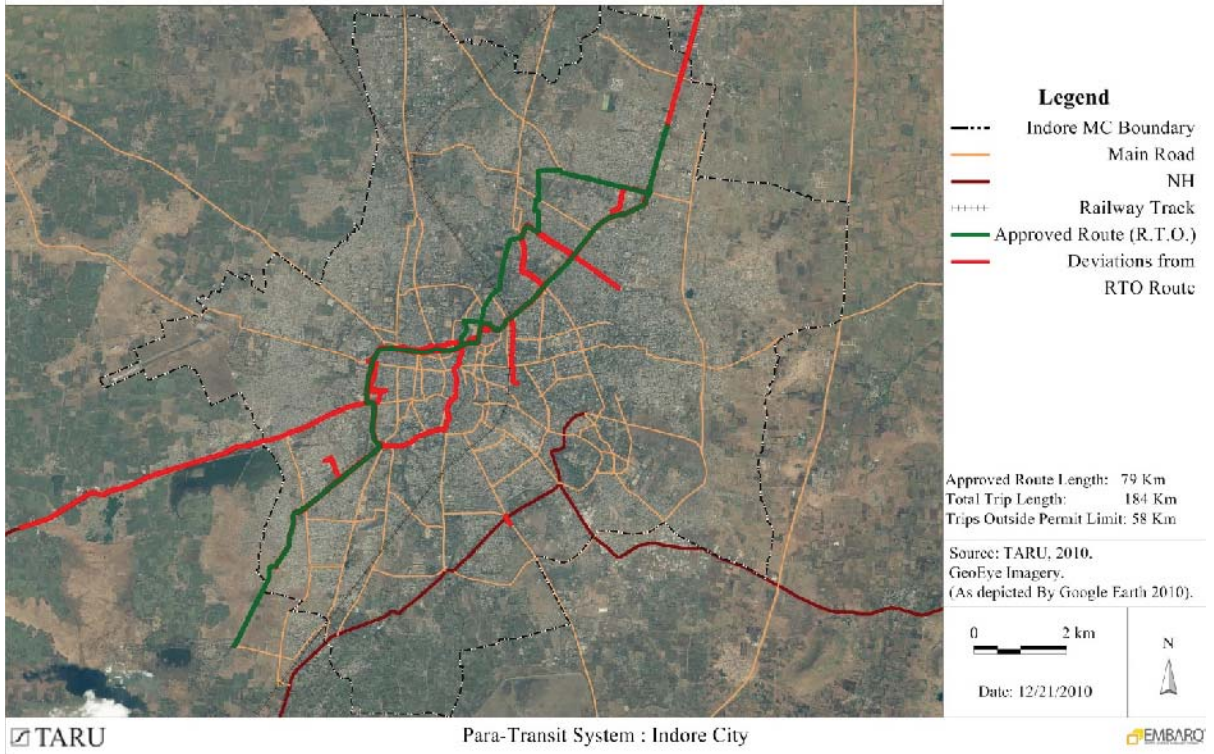 Legend
Indore MC Boundary
Main Road
NH
Railway Track
Approved Route (R.T.O.)
Deviations from
RTO Route
Approved Route Length: 79 Km
Total Trip Length: 184 Km
Trips Outside Permit Limit: 58 Km
Source: TARU, 2010.
GeoEye Imagery.
(As depicted By Google Earth 2010).
0 2 km
N
Date: 12/21/2010
TARU
Para-Transit System : Indore City
EMBARQ